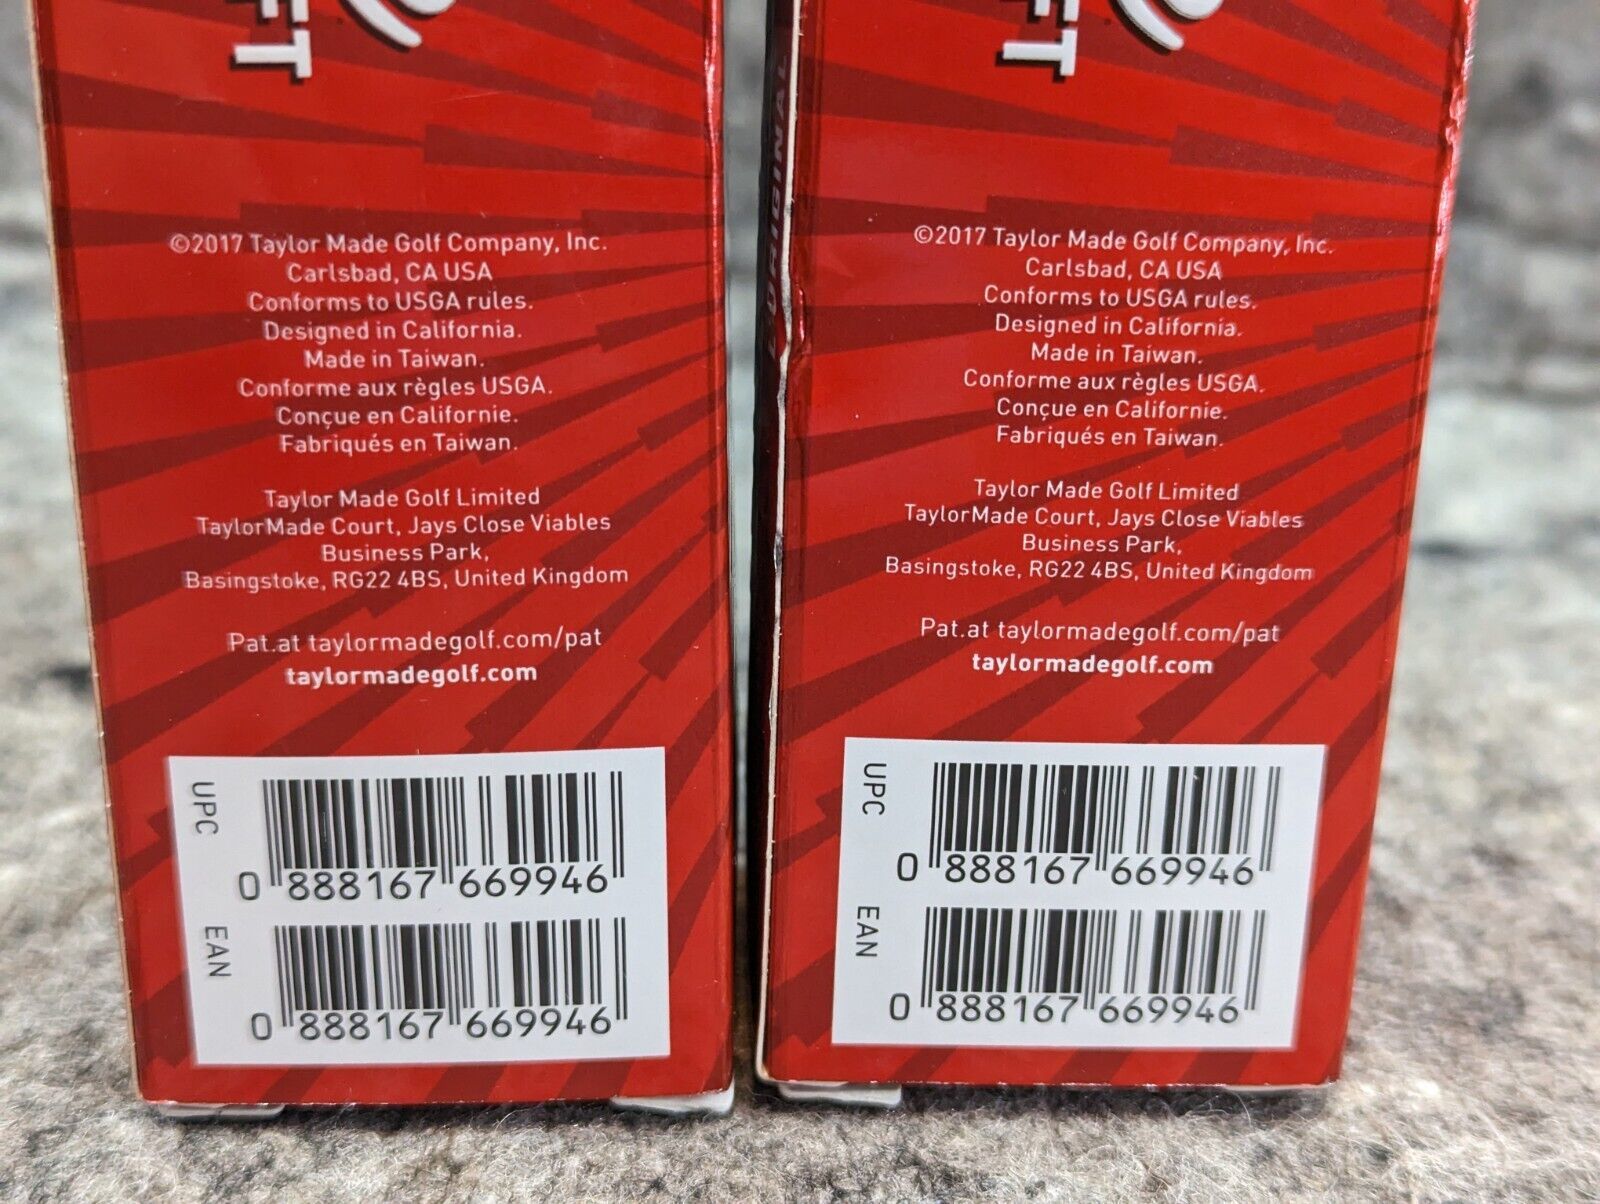 FT
©2017 Taylor Made Golf Company, Inc.
Carlsbad, CA USA
Conforms to USGA rules.
Designed in California.
Made in Taiwan.
Conforme aux règles USGA.
Conçue en Californie.
Fabriqués en Taiwan.
Taylor Made Golf Limited
TaylorMade Court, Jays Close Viables
Business Park,
Basingstoke, RG22 4BS, United Kingdom
Pat.at taylormadegolf.com/pat
taylormadegolf.com
UPC
0 888167 669946
EAN
0 888167 669946
ORIGINAL
FT
©2017 Taylor Made Golf Company, Inc.
Carlsbad, CA USA
Conforms to USGA rules.
Designed in California.
Made in Taiwan.
Conforme aux règles USGA.
Conçue en Californie.
Fabriqués en Taiwan.
Taylor Made Golf Limited
TaylorMade Court, Jays Close Viables
Business Park,
Basingstoke, RG22 4BS, United Kingdom
Pat.at taylormadegolf.com/pat
taylormadegolf.com
UPC
0 888167 669946
EAN
0 888167 669946